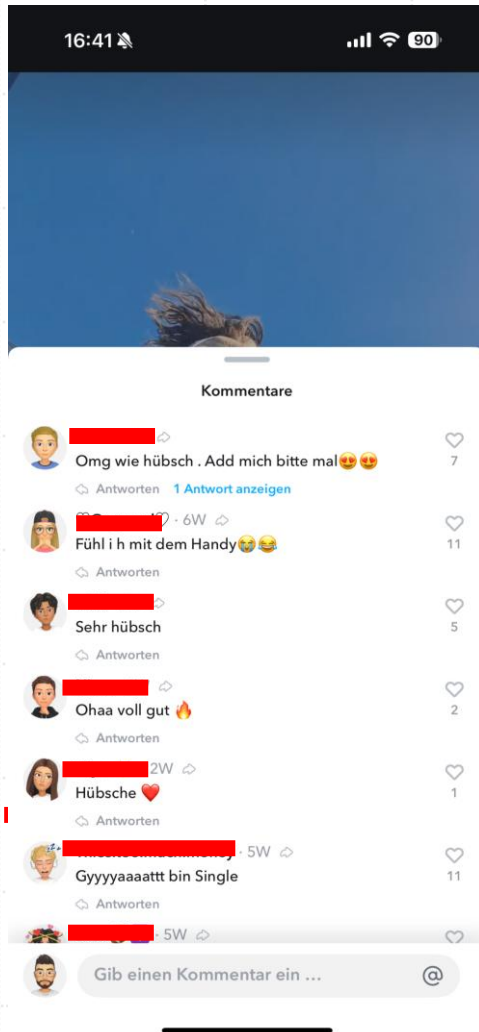 16:41
90
Kommentare
Omg wie hübsch . Add mich bitte mal😍😍
7
Antworten 1 Antwort anzeigen
· 6W
Fühl i h mit dem Handy😭😂
11
Antworten
Sehr hübsch
5
Antworten
Ohaa voll gut 🔥
2
Antworten
2W
Hübsche ❤️
1
Antworten
· 5W
Gyyyyaaaattt bin Single
11
Antworten
· 5W
Gib einen Kommentar ein ...
@